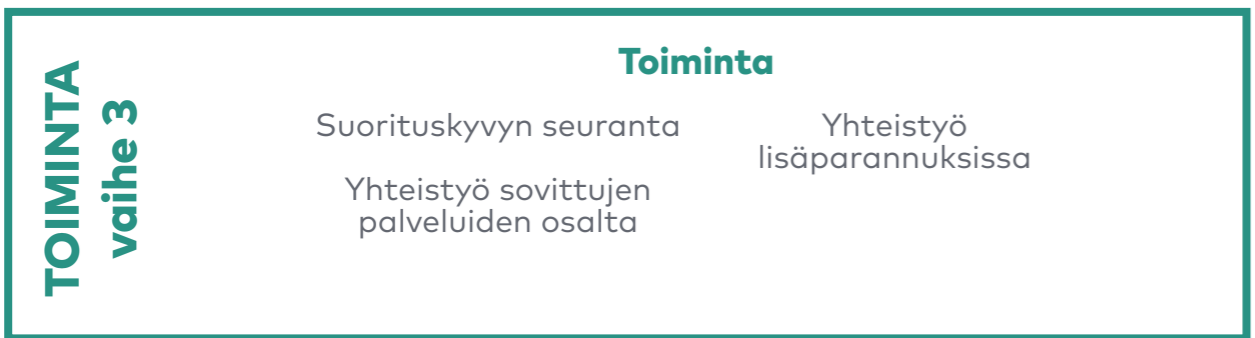 TOIMINTA
vaihe 3
Toiminta
Suorituskyvyn seuranta
Yhteistyö sovittujen
palveluiden osalta
Yhteistyö
lisäparannuksissa